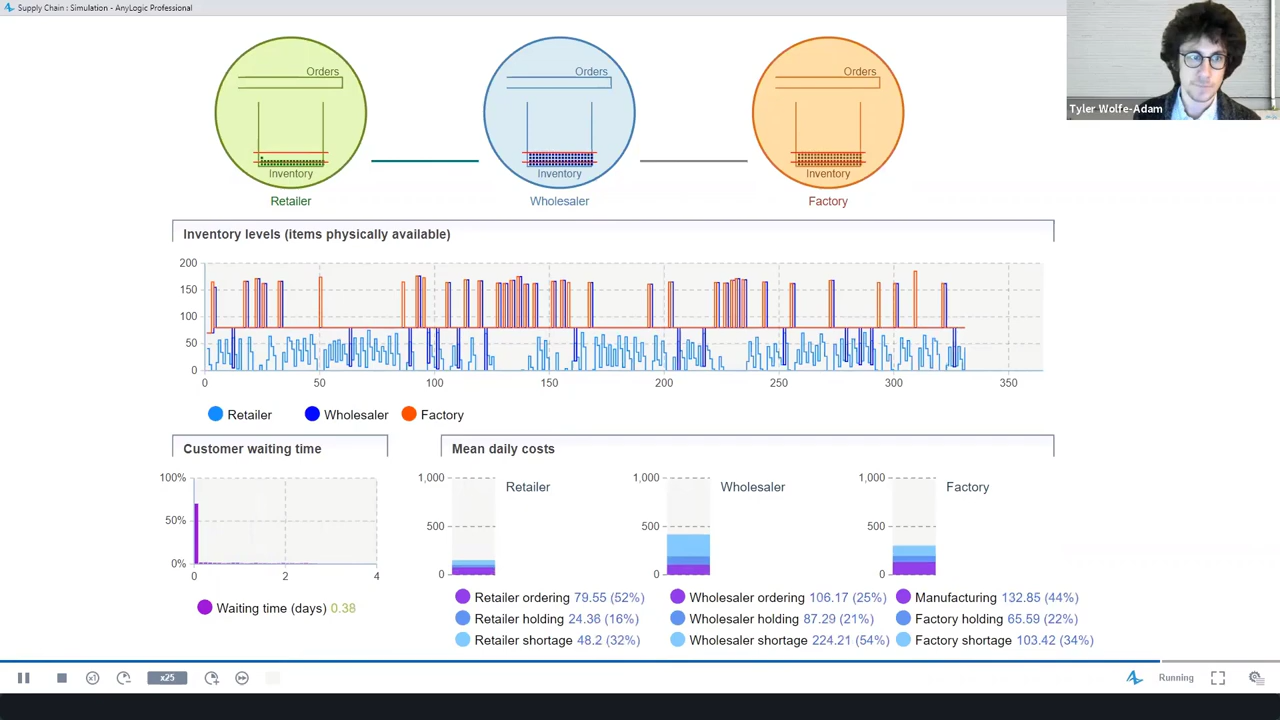 Supply Chain : Simulation - AnyLogic Professional
Tyler Wolfe-Adam
Orders
Inventory
Retailer
Orders
Inventory
Wholesaler
Orders
Inventory
Factory
Inventory levels (items physically available)
200
150
100
50
0
0 50 100 150 200 250 300 350
Retailer Wholesaler Factory
Customer waiting time
100%
50%
0%
0 2 4
Waiting time (days) 0.38
Mean daily costs
1,000
500
0
Retailer
Retailer ordering 79.55 (52%)
Retailer holding 24.36 (16%)
Retailer shortage 48.2 (32%)
1,000
500
0
Wholesaler
Wholesaler ordering 106.17 (25%)
Wholesaler holding 87.29 (21%)
Wholesaler shortage 224.21 (54%)
1,000
500
0
Factory
Manufacturing 132.85 (44%)
Factory holding 65.59 (22%)
Factory shortage 103.42 (34%)
x1
x25
Running